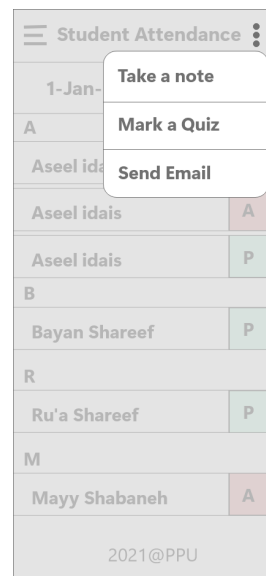 Student Attendance
Take a note
1-Jan-
Mark a Quiz
A
Aseel ida
Send Email
Aseel idais A
Aseel idais P
B
Bayan Shareef P
R
Ru'a Shareef P
M
Mayy Shabaneh A
2021@PPU